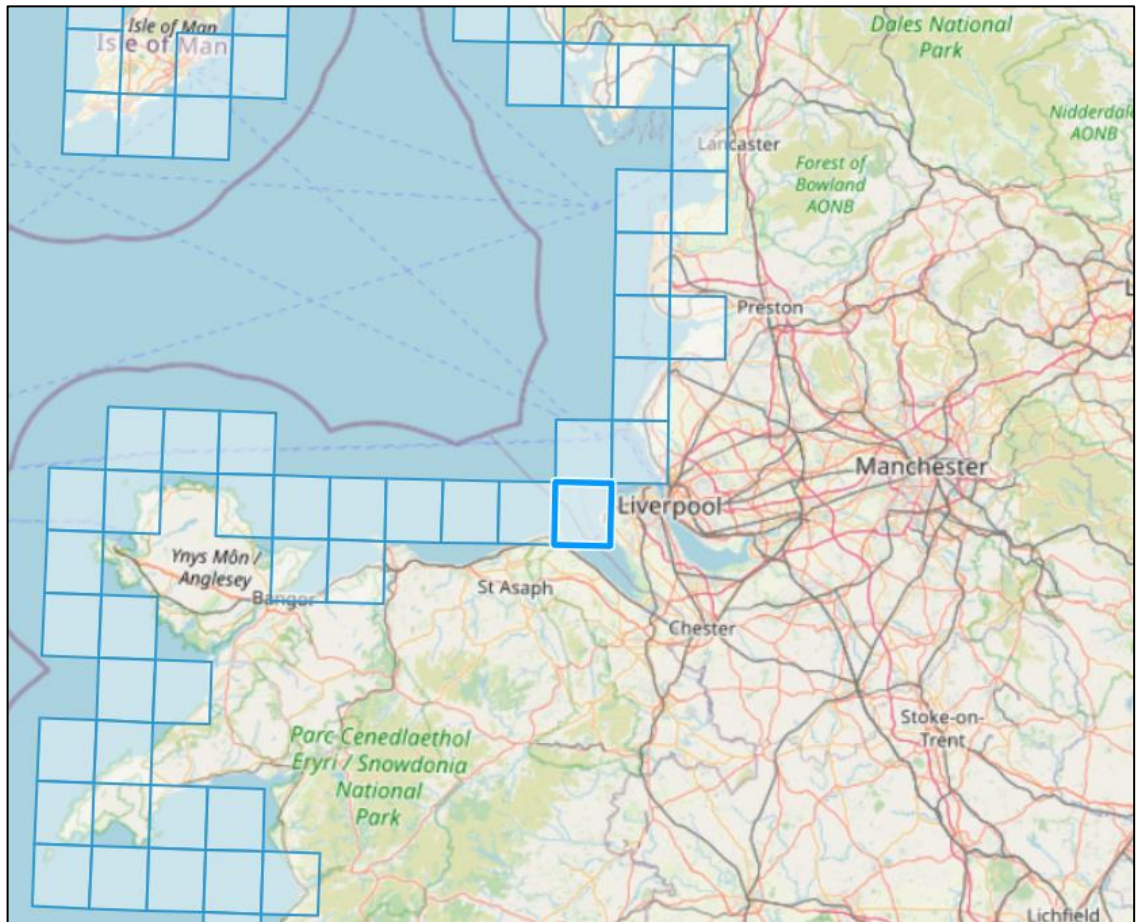 Isle of Man
Isle of Man
Dales National
Park
Nidderdale
AONB
Lancaster
Forest of
Bowland
AONB
Preston
L
Manchester
Liverpool
Ynys Môn /
Anglesey
Bangor
St Asaph
Chester
Stoke-on-
Trent
Parc Cenedlaethol
Eryri / Snowdonia
National
Park
Lichfield